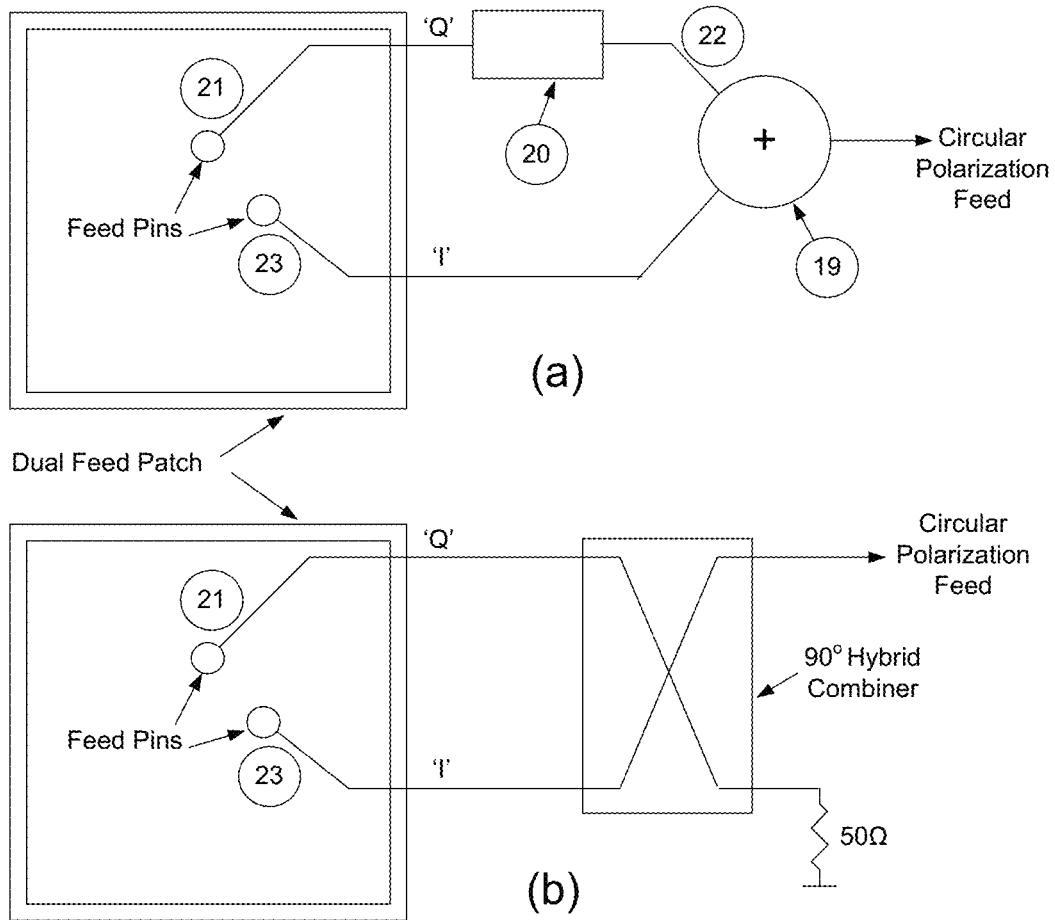 'Q'
22
21
20
+
Circular
Polarization
Feed
Feed Pins
23
'I'
19
(a)
Dual Feed Patch
'Q'
Circular
Polarization
Feed
21
90° Hybrid
Combiner
Feed Pins
23
'I'
50Ω
(b)